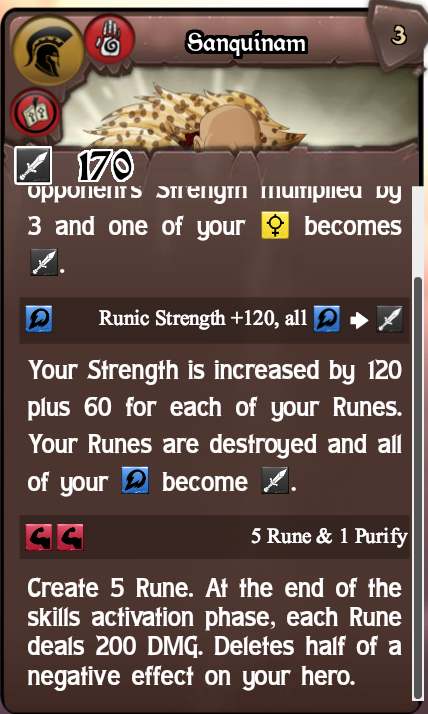 Sanquinam
3
170
opponent's Strength multiplied by
3 and one of your becomes
.
Runic Strength +120, all
Your Strength is increased by 120
plus 60 for each of your Runes.
Your Runes are destroyed and all
of your become .
5 Rune & 1 Purify
Create 5 Rune. At the end of the
skills activation phase, each Rune
deals 200 DMG. Deletes half of a
negative effect on your hero.